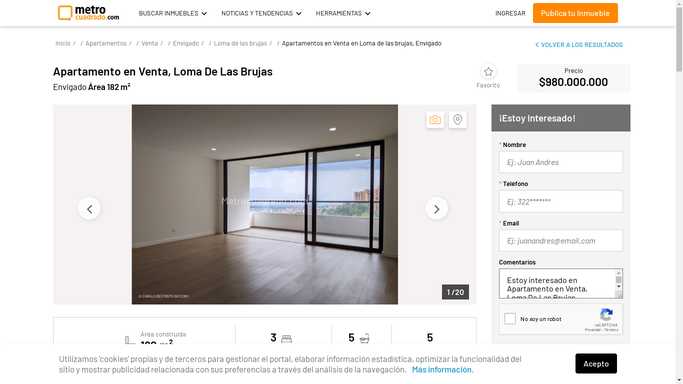 metro
cuadrado.com
BUSCAR INMUEBLES
NOTICIAS Y TENDENCIAS
HERRAMIENTAS
INGRESAR
Publica tu Inmueble
Inicio / / Apartamentos / / Venta / / Envigado / / Loma de las brujas / / Apartamentos en Venta en Loma de las brujas, Envigado
VOLVER A LOS RESULTADOS
Apartamento en Venta, Loma De Las Brujas
Envigado Área 182 m²
Favorito
Precio
$980.000.000
1 / 20
¡Estoy Interesado!
* Nombre
Ej: Juan Andres
* Teléfono
Ej: 322*******
* Email
Ej: juanandres@email.com
Comentarios
Estoy interesado en
Apartamento en Venta,
Loma De Las Brujas
No soy un robot
reCAPTCHA
Privacidad - Términos
Área construida
3
5
5
Utilizamos 'cookies' propias y de terceros para gestionar el portal, elaborar información estadística, optimizar la funcionalidad del
sitio y mostrar publicidad relacionada con sus preferencias a través del análisis de la navegación. Más información.
Acepto